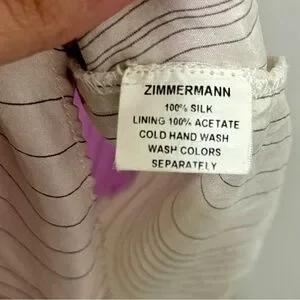 ZIMMERMANN
100% SILK
LINING 100% ACETATE
COLD HAND WASH
WASH COLORS
SEPARATELY